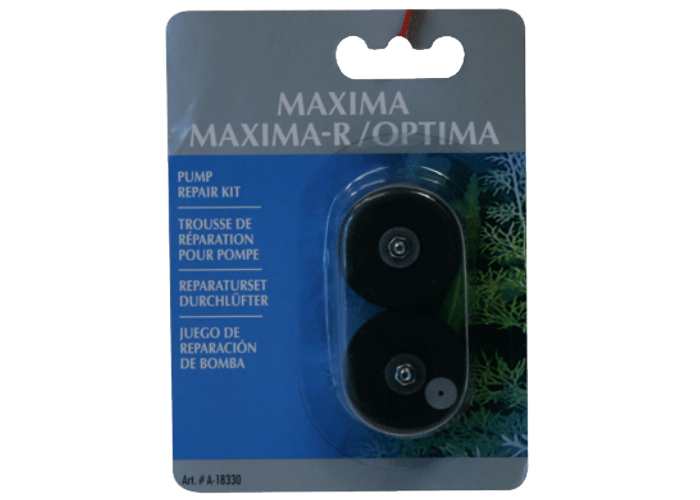 MAXIMA
MAXIMA-R/OPTIMA
PUMP
REPAIR KIT
TROUSSE DE
RÉPARATION
POUR POMPE
REPARATURSET
DURCHLÜFTER
JUEGO DE
REPARACIÓN
DE BOMBA
Art. # A-18330